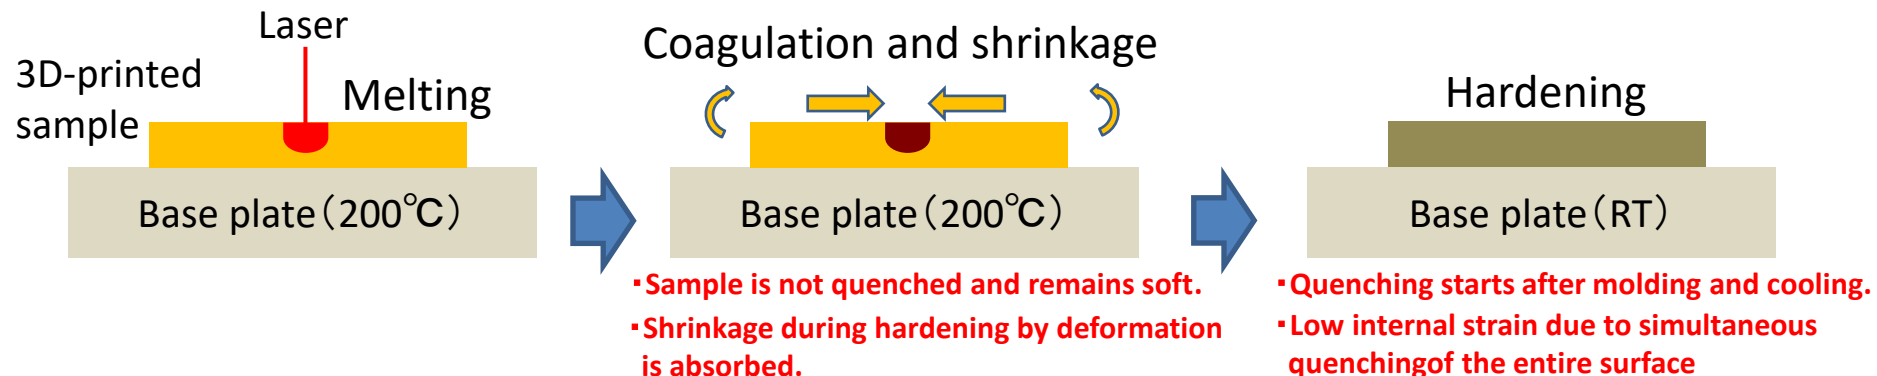 Laser
3D-printed
sample
Melting
Base plate（200℃）
Coagulation and shrinkage
Base plate（200℃）
・Sample is not quenched and remains soft.
・Shrinkage during hardening by deformation
is absorbed.
Hardening
Base plate（RT）
・Quenching starts after molding and cooling.
・Low internal strain due to simultaneous
quenchingof the entire surface